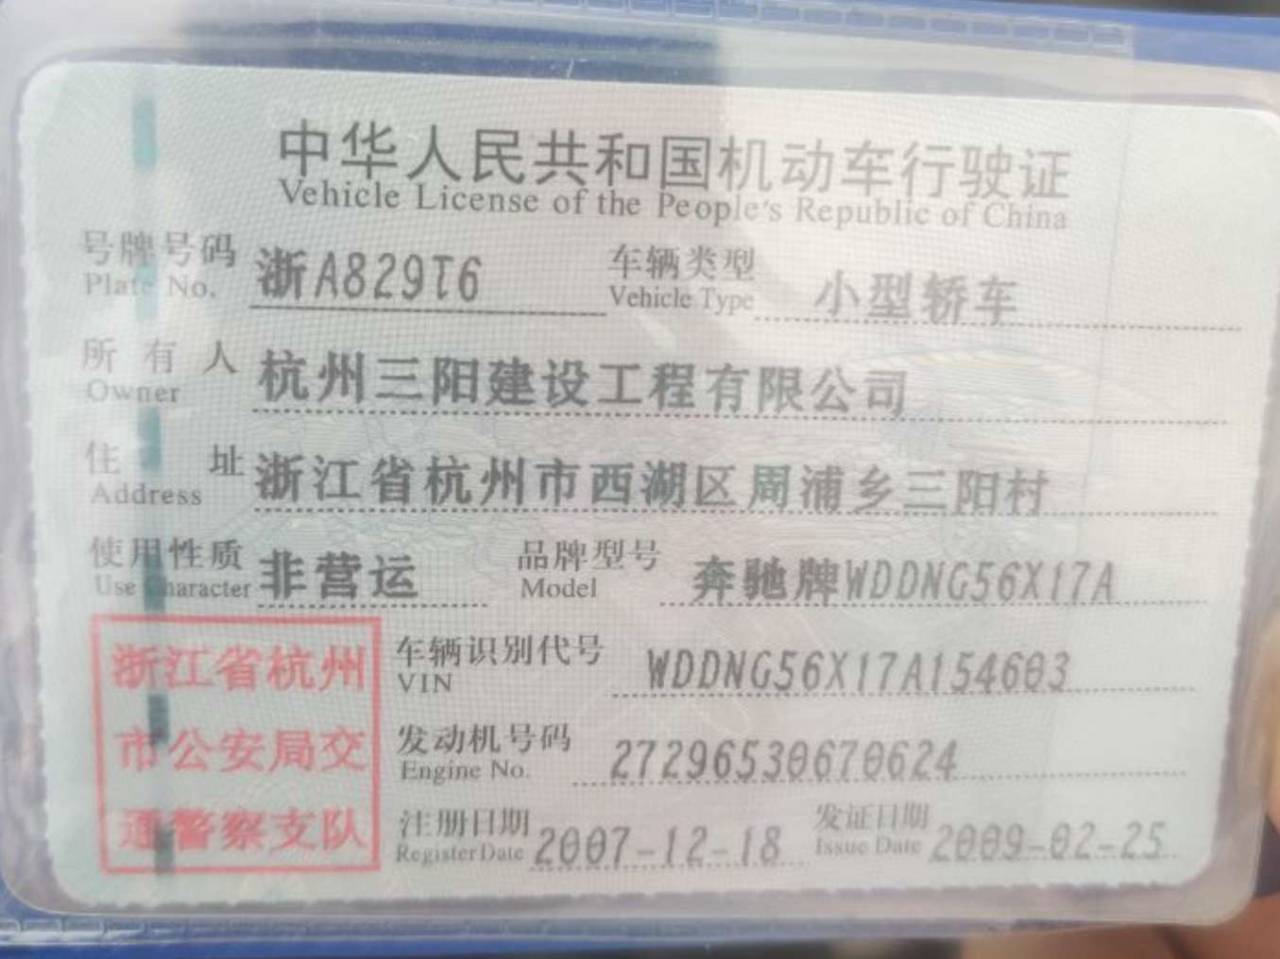 中华人民共和国机动车行驶证
Vehicle License of the People's Republic of China
号牌号码 浙A829T6 车辆类型 小型轿车
Plate No. Vehicle Type
所有人 杭州三阳建设工程有限公司
Owner
住址 浙江省杭州市西湖区周浦乡三阳村
Address
使用性质 非营运 品牌型号 奔驰牌WDDNG56X17A
Use Character Model
浙江省杭州
市公安局交
通警察支队
车辆识别代号 WDDNG56X17A154603
VIN
发动机号码 27296530670624
Engine No.
注册日期 2007-12-18 发证日期 2009-02-25
Register Date Issue Date